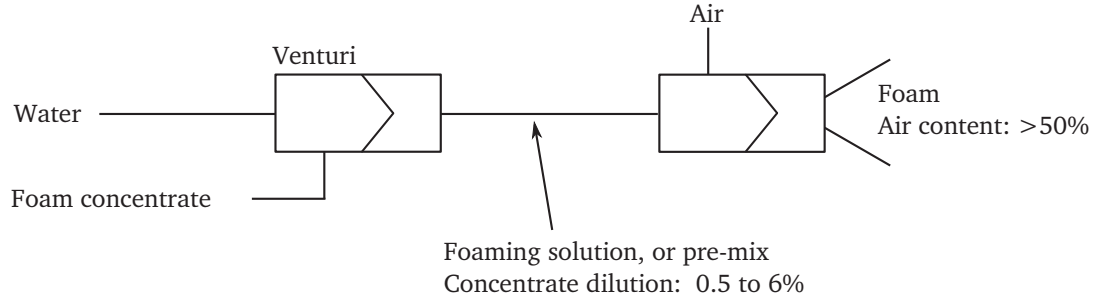 Air
Venturi
Water
Foam
Air content: >50%
Foam concentrate
Foaming solution, or pre-mix
Concentrate dilution: 0.5 to 6%